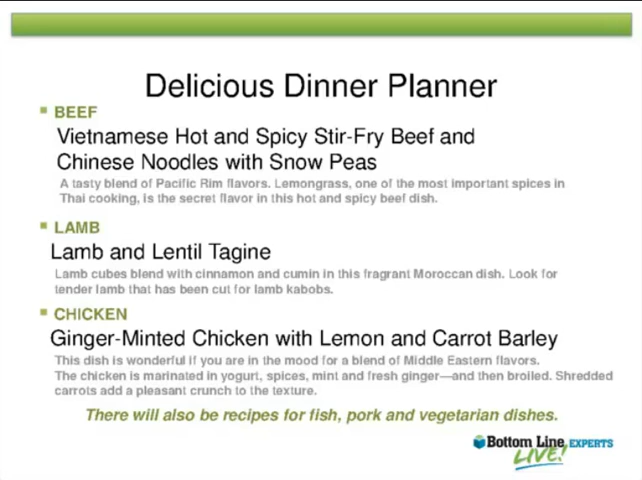 Delicious Dinner Planner
BEEF
Vietnamese Hot and Spicy Stir-Fry Beef and
Chinese Noodles with Snow Peas
A tasty blend of Pacific Rim flavors. Lemongrass, one of the most important spices in
Thai cooking, is the secret flavor in this hot and spicy beef dish.
LAMB
Lamb and Lentil Tagine
Lamb cubes blend with cinnamon and cumin in this fragrant Moroccan dish. Look for
tender lamb that has been cut for lamb kabobs.
CHICKEN
Ginger-Minted Chicken with Lemon and Carrot Barley
This dish is wonderful if you are in the mood for a blend of Middle Eastern flavors.
The chicken is marinated in yogurt, spices, mint and fresh ginger—and then broiled. Shredded
carrots add a pleasant crunch to the texture.
There will also be recipes for fish, pork and vegetarian dishes.
Bottom Line EXPERTS
LIVE!